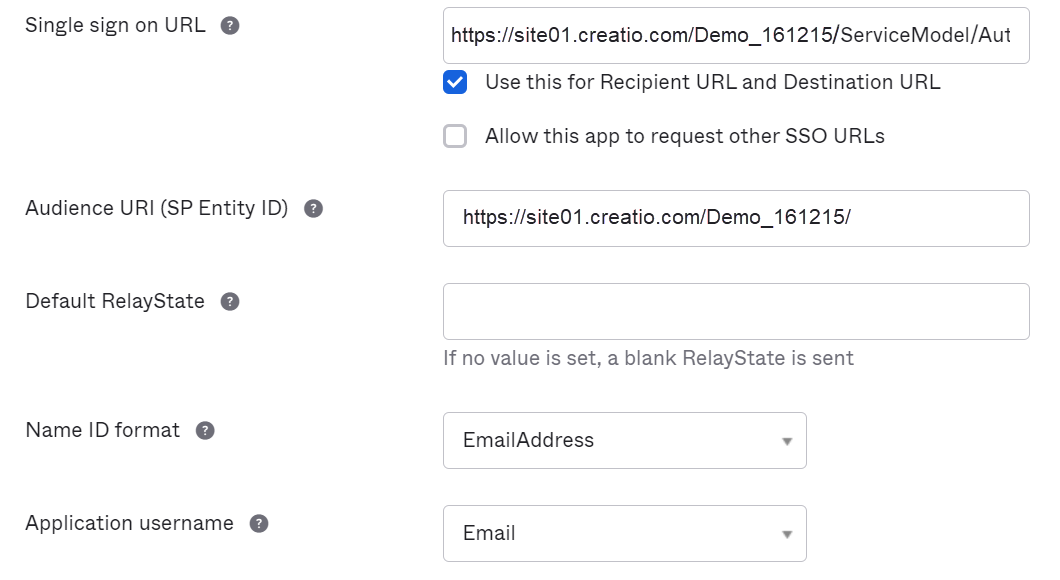 Single sign on URL ?
https://site01.creatio.com/Demo_161215/ServiceModel/Aut
Use this for Recipient URL and Destination URL
Allow this app to request other SSO URLs
Audience URI (SP Entity ID) ?
https://site01.creatio.com/Demo_161215/
Default RelayState ?
If no value is set, a blank RelayState is sent
Name ID format ?
EmailAddress
Application username ?
Email